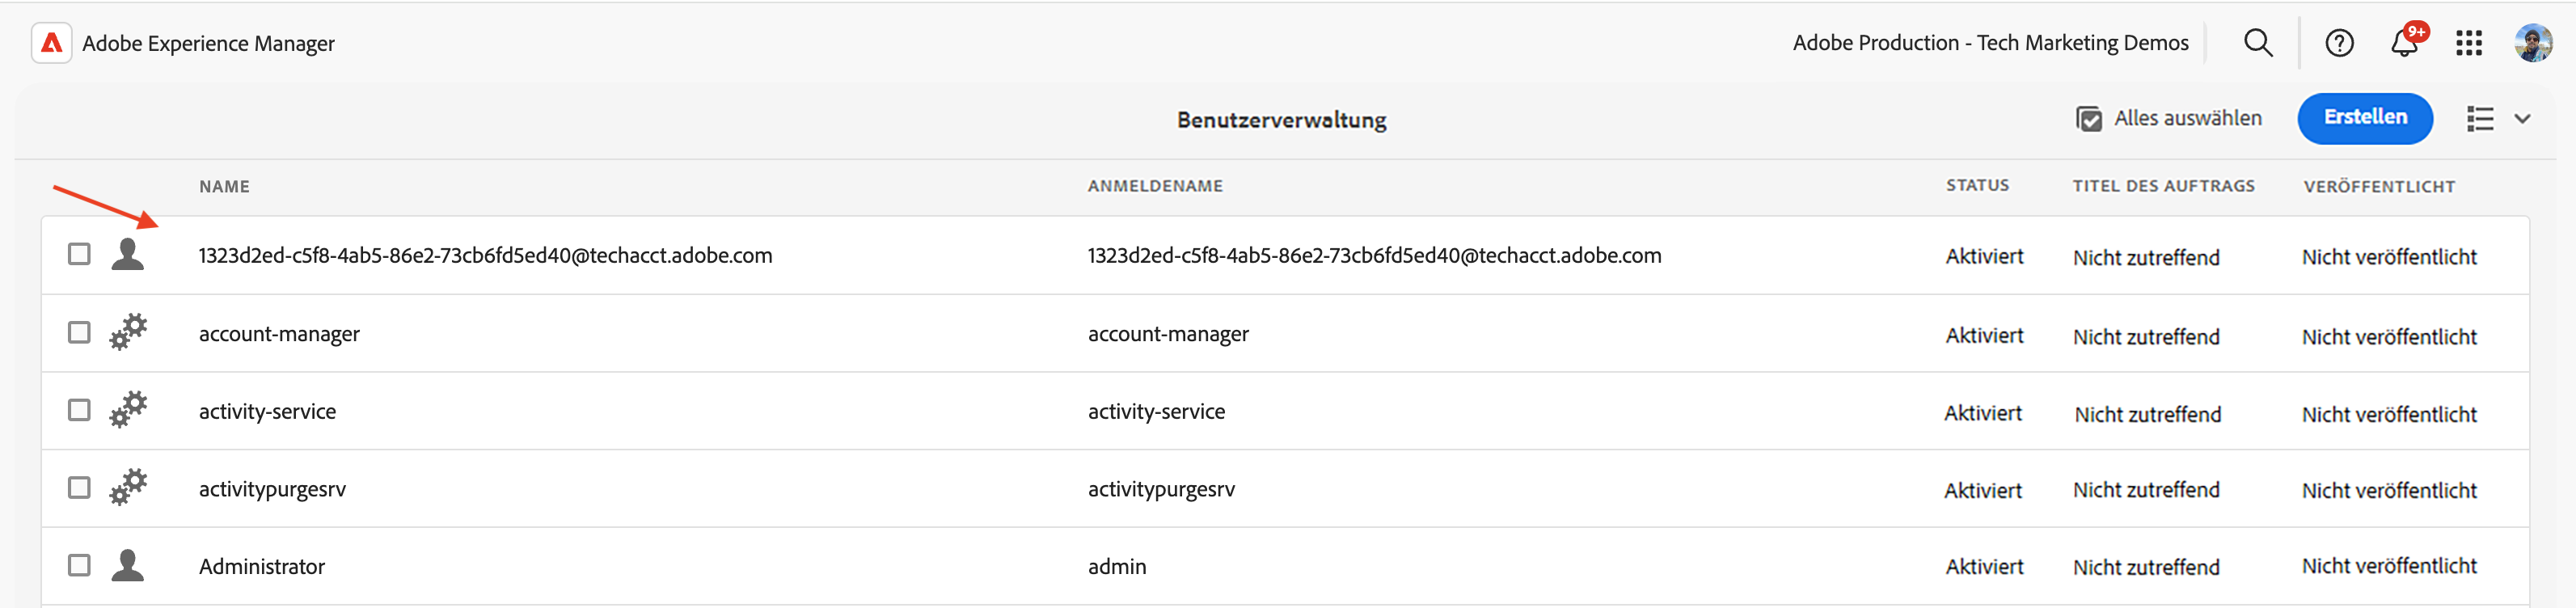 Adobe Experience Manager
Adobe Production - Tech Marketing Demos
9+
Benutzerverwaltung
Alles auswählen
Erstellen
NAME ANMELDENAME STATUS TITEL DES AUFTRAGS VERÖFFENTLICHT
1323d2ed-c5f8-4ab5-86e2-73cb6fd5ed40@techacct.adobe.com 1323d2ed-c5f8-4ab5-86e2-73cb6fd5ed40@techacct.adobe.com Aktiviert Nicht zutreffend Nicht veröffentlicht
account-manager account-manager Aktiviert Nicht zutreffend Nicht veröffentlicht
activity-service activity-service Aktiviert Nicht zutreffend Nicht veröffentlicht
activitypurgesrv activitypurgesrv Aktiviert Nicht zutreffend Nicht veröffentlicht
Administrator admin Aktiviert Nicht zutreffend Nicht veröffentlicht